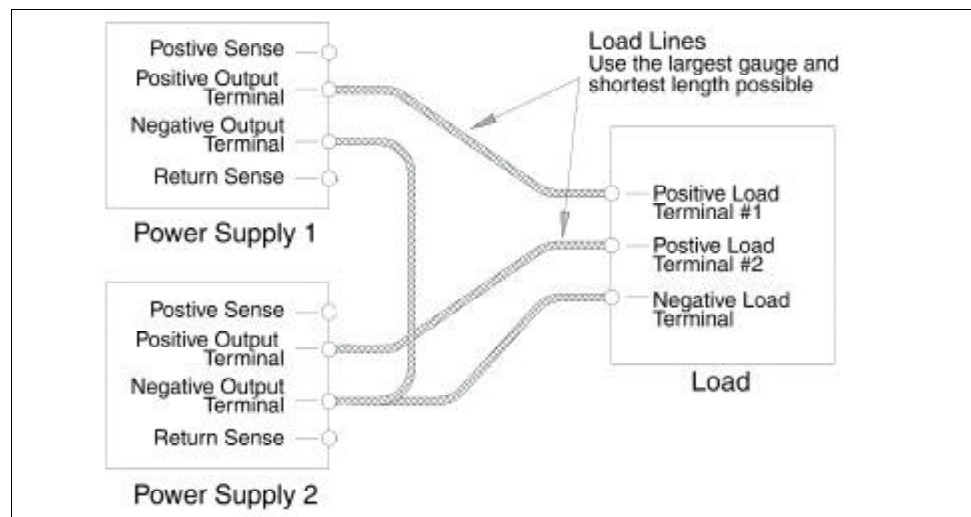 Postive Sense
Positive Output
Terminal
Negative Output
Terminal
Return Sense
Power Supply 1
Load Lines
Use the largest gauge and
shortest length possible
Positive Load
Terminal #1
Postive Load
Terminal #2
Negative Load
Terminal
Load
Postive Sense
Positive Output
Terminal
Negative Output
Terminal
Return Sense
Power Supply 2